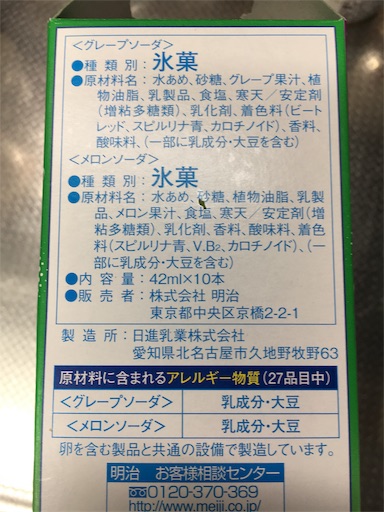 <グレープソーダ>
●種類別：氷菓
●原材料名：水あめ、砂糖、グレープ果汁、植
物油脂、乳製品、食塩、寒天／安定剤
(増粘多糖類)、乳化剤、着色料(ビート
レッド、スピルリナ青、カロチノイド)、香料、
酸味料、(一部に乳成分・大豆を含む)
<メロンソーダ>
●種類別：氷菓
●原材料名：水あめ、砂糖、植物油脂、乳製
品、メロン果汁、食塩、寒天／安定剤(増
粘多糖類)、乳化剤、香料、酸味料、着色
料(スピルリナ青、V.B₂、カロチノイド)、(一
部に乳成分・大豆を含む)
●内容量：42ml×10本
●販売者：株式会社 明治
東京都中央区京橋2-2-1
製造所：日進乳業株式会社
愛知県北名古屋市久地野牧野63
原材料に含まれるアレルギー物質(27品目中)
<グレープソーダ> 乳成分・大豆
<メロンソーダ> 乳成分・大豆
卵を含む製品と共通の設備で製造しています。
明治 お客様相談センター
0120-370-369
http://www.meiji.co.jp/